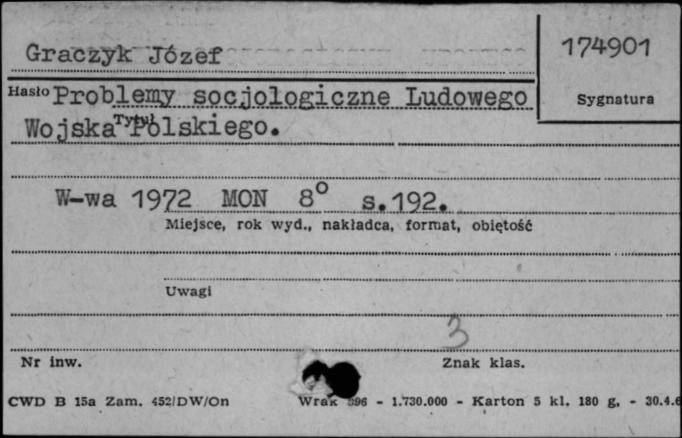 Graczyk Józef
174901
Hasło Problemy socjologiczne Ludowego
Sygnatura
Wojska Tytuł Polskiego.
W-wa 1972 MON 8° s.192.
Miejsce, rok wyd., nakładca, format, objętość
Uwagi
3
Nr inw.
Znak klas.
CWD B 15a Zam. 452/DW/On Wrak 96 - 1.730.000 - Karton 5 kl. 180 g. - 30.4.6